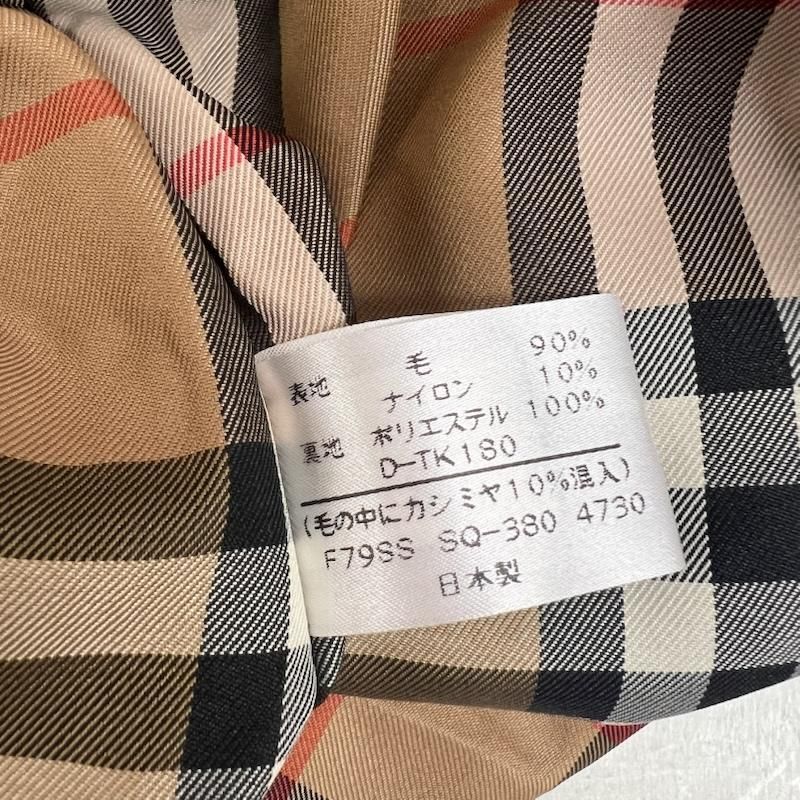 表地 毛 90%
ナイロン 10%
裏地 ポリエステル 100%
D-TK180
(毛の中にカシミヤ10%混入)
F79SS SQ-380 4730
日本製